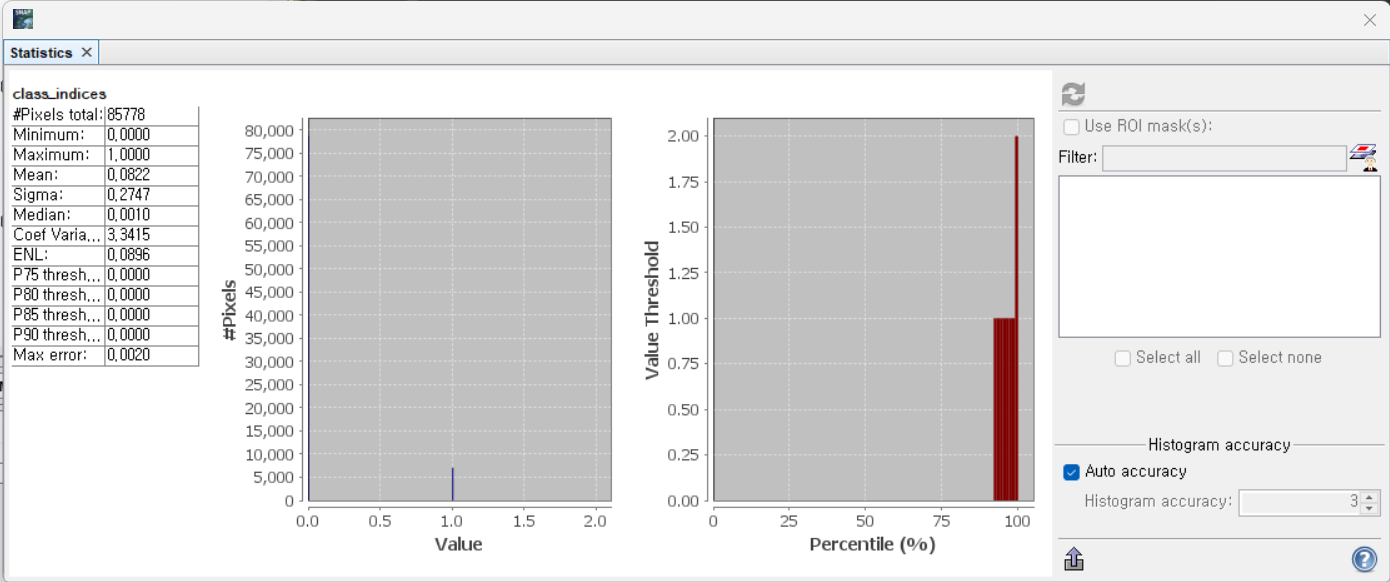 SNAP
Statistics
class_indices
#Pixels total: 85778
Minimum: 0,0000
Maximum: 1,0000
Mean: 0,0822
Sigma: 0,2747
Median: 0,0010
Coef Varia... 3,3415
ENL: 0,0896
P75 thresh... 0,0000
P80 thresh... 0,0000
P85 thresh... 0,0000
P90 thresh... 0,0000
Max error: 0,0020
#Pixels
80,000
75,000
70,000
65,000
60,000
55,000
50,000
45,000
40,000
35,000
30,000
25,000
20,000
15,000
10,000
5,000
0
0.0 0.5 1.0 1.5 2.0
Value
Value Threshold
2.00
1.75
1.50
1.25
1.00
0.75
0.50
0.25
0.00
0 25 50 75 100
Percentile (%)
Use ROI mask(s):
Filter:
Select all Select none
Histogram accuracy
Auto accuracy
Histogram accuracy: 3
?